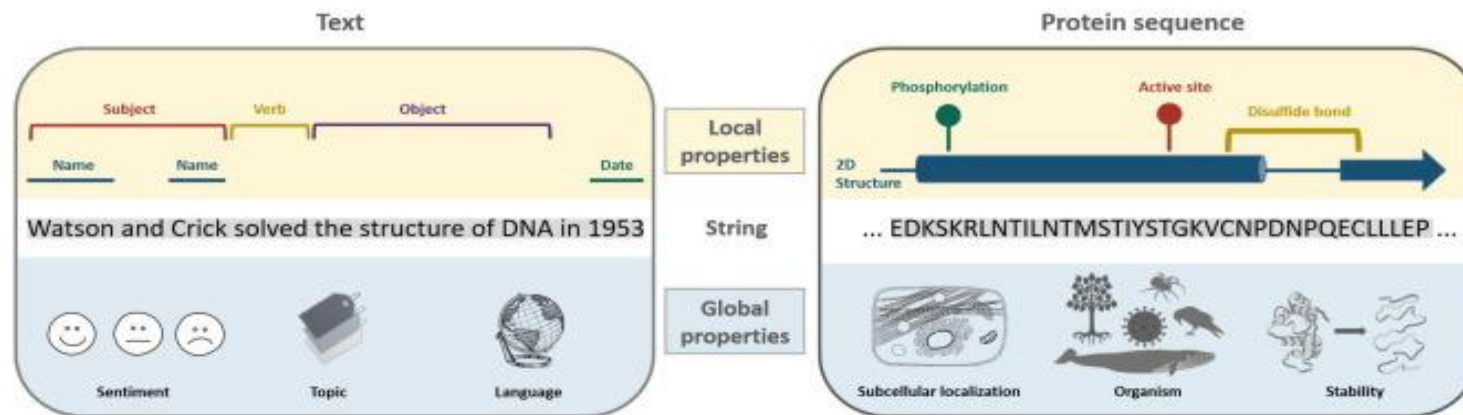 Text
Protein sequence
Subject
Verb
Object
Name
Name
Date
Local
properties
Phosphorylation
Active site
Disulfide bond
2D
Structure
Watson and Crick solved the structure of DNA in 1953
String
... EDKSKRLNTILNTMSTIYSTGKVCNPDNPQECLLLEP ...
Global
properties
Sentiment
Topic
Language
Subcellular localization
Organism
Stability